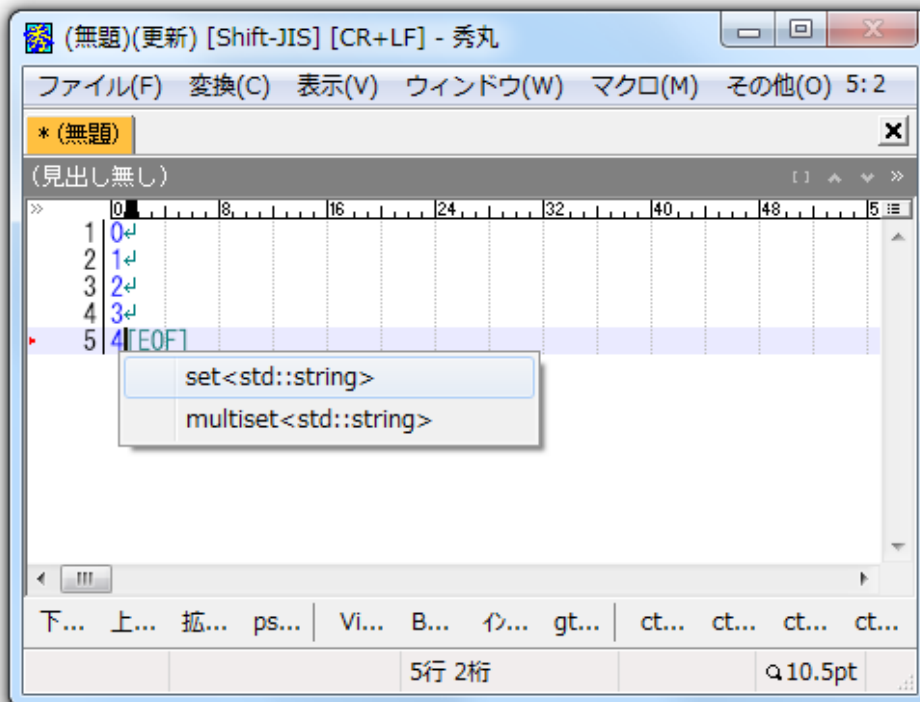 秀 (無題)(更新) [Shift-JIS] [CR+LF] - 秀丸
ファイル(F) 変換(C) 表示(V) ウィンドウ(W) マクロ(M) その他(O) 5: 2
* (無題)
(見出し無し)
0 8 16 24 32 40 48 5
1 0↵
2 1↵
3 2↵
4 3↵
5 4[EOF]
set<std::string>
multiset<std::string>
下... 上... 拡... ps... Vi... B... イン... gt... ct... ct... ct... ct...
5行 2桁 10.5pt